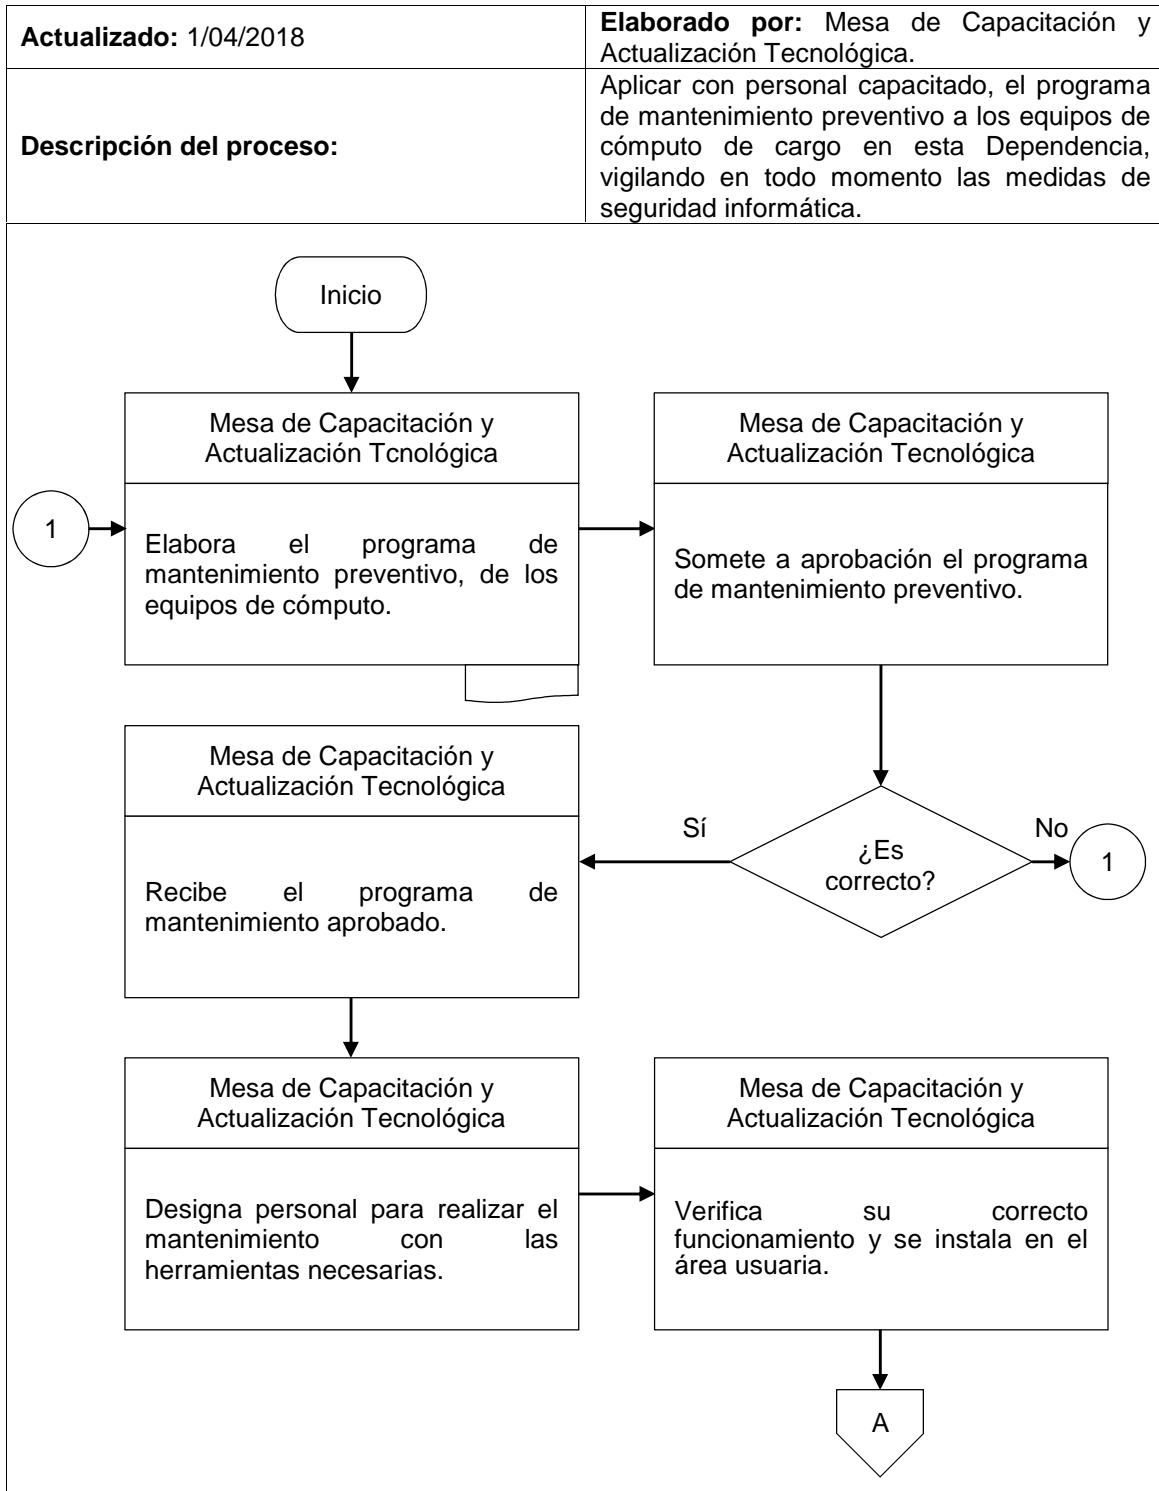 Actualizado: 1/04/2018
Elaborado por: Mesa de Capacitación y
Actualización Tecnológica.
Descripción del proceso:
Aplicar con personal capacitado, el programa
de mantenimiento preventivo a los equipos de
cómputo de cargo en esta Dependencia,
vigilando en todo momento las medidas de
seguridad informática.
Inicio
Mesa de Capacitación y
Actualización Tcnológica
1
Elabora el programa de
mantenimiento preventivo, de los
equipos de cómputo.
Mesa de Capacitación y
Actualización Tecnológica
Somete a aprobación el programa
de mantenimiento preventivo.
¿Es
correcto?
Sí
No
1
Mesa de Capacitación y
Actualización Tecnológica
Recibe el programa de
mantenimiento aprobado.
Mesa de Capacitación y
Actualización Tecnológica
Designa personal para realizar el
mantenimiento con las
herramientas necesarias.
Mesa de Capacitación y
Actualización Tecnológica
Verifica su correcto
funcionamiento y se instala en el
área usuaria.
A